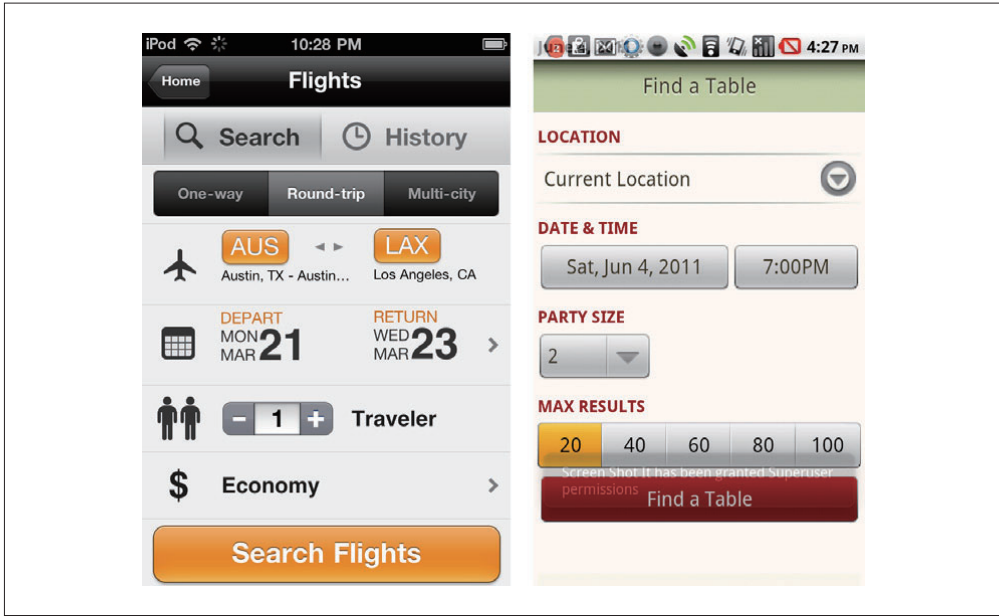 iPod 10:28 PM
Home Flights
Search History
One-way Round-trip Multi-city
AUS LAX
Austin, TX - Austin... Los Angeles, CA
DEPART RETURN
MON MAR 21 WED MAR 23
- 1 + Traveler
$ Economy
Search Flights
4:27 PM
Find a Table
LOCATION
Current Location
DATE & TIME
Sat, Jun 4, 2011 7:00PM
PARTY SIZE
2
MAX RESULTS
20 40 60 80 100
Screen Shot It has been granted Superuser
permissions
Find a Table